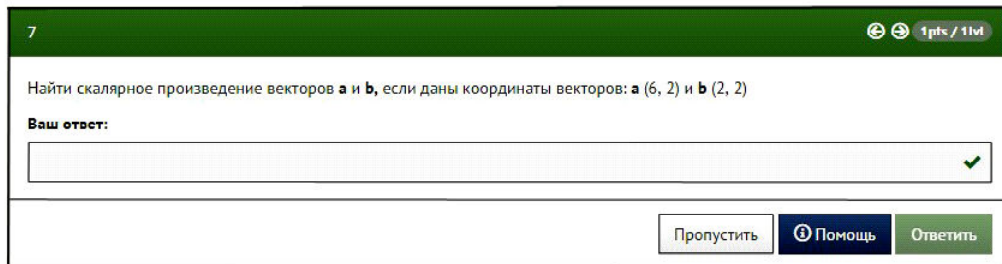 7
1pts / 1lvl
Найти скалярное произведение векторов a и b, если даны координаты векторов: a (6, 2) и b (2, 2)
Ваш ответ:
Пропустить
Помощь
Ответить